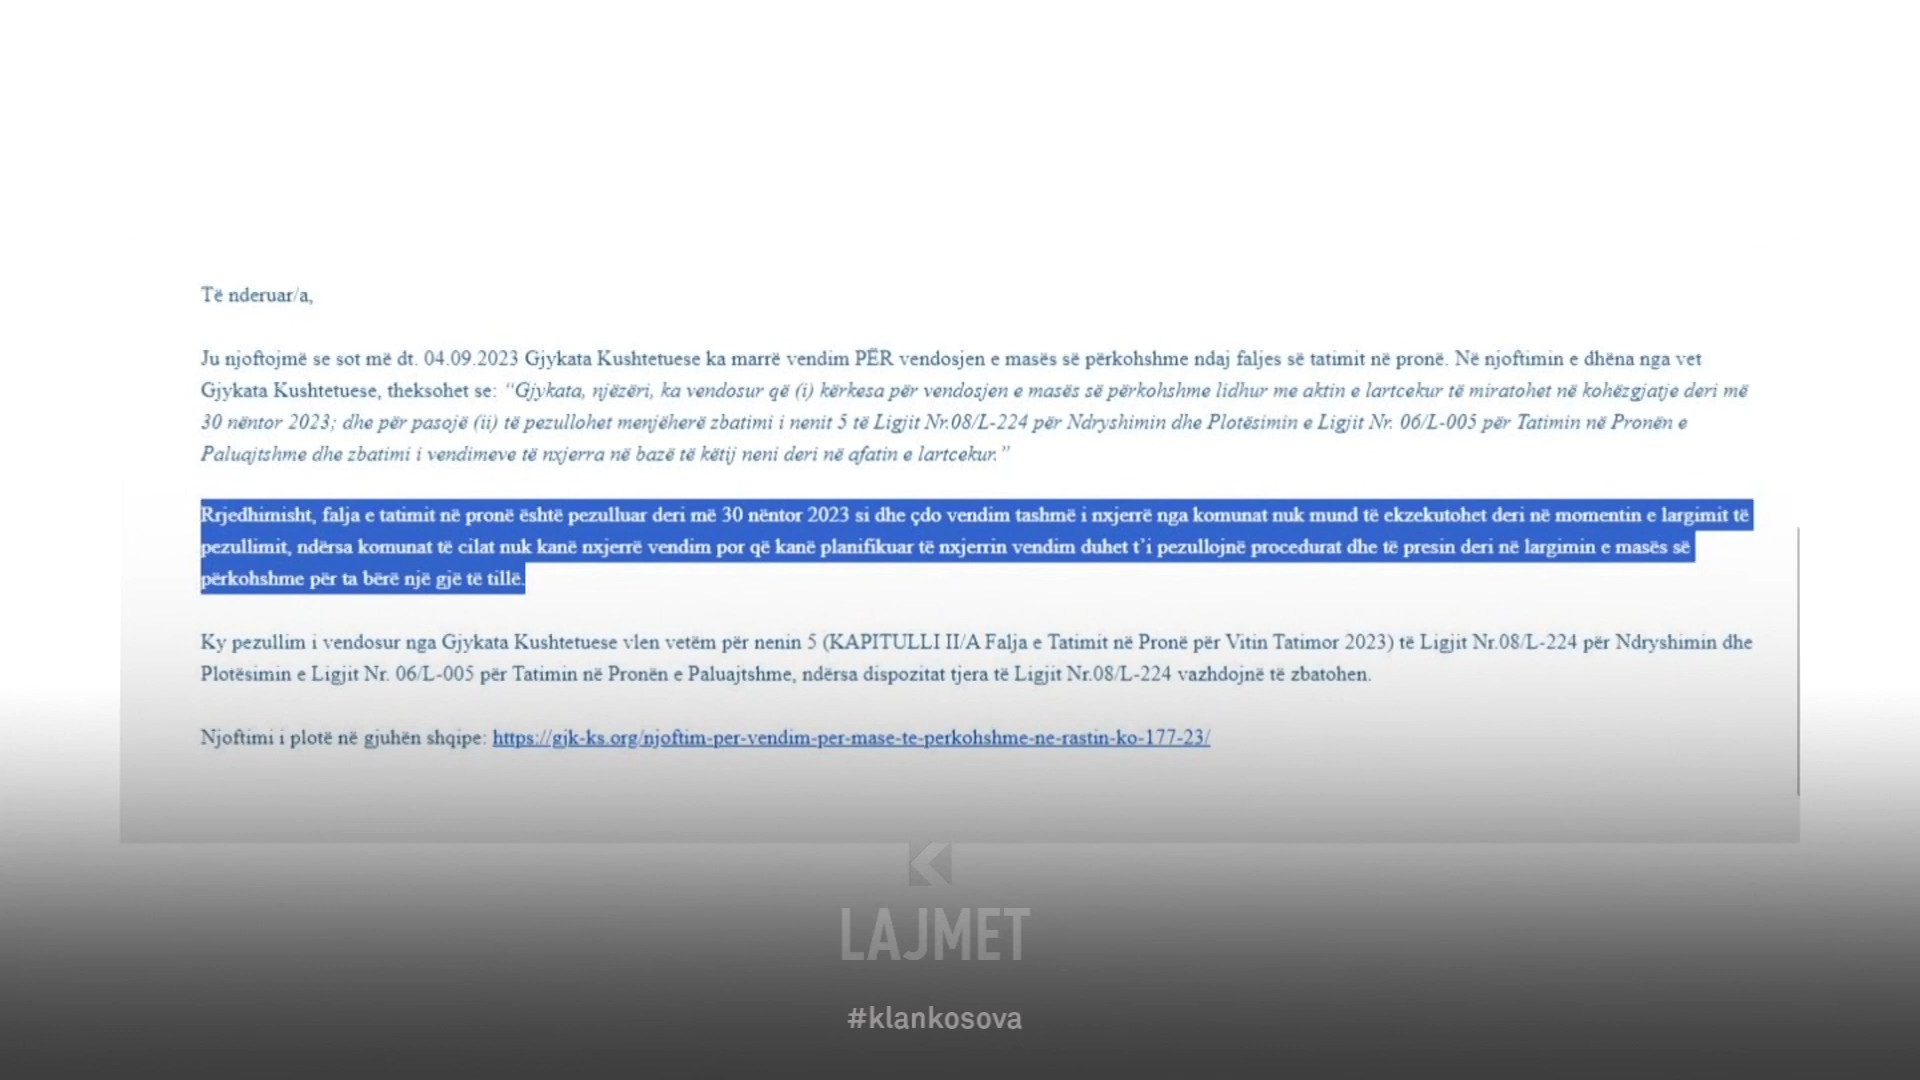 Të nderuar/a,
Ju njoftojmë se sot më dt. 04.09.2023 Gjykata Kushtetuese ka marrë vendim PËR vendosjen e masës së përkohshme ndaj faljes së tatimit në pronë. Në njoftimin e dhëna nga vet
Gjykata Kushtetuese, theksohet se: “Gjykata, njëzëri, ka vendosur që (i) kërkesa për vendosjen e masës së përkohshme lidhur me aktin e lartcekur të miratohet në kohëzgjatje deri më
30 nëntor 2023; dhe për pasojë (ii) të pezullohet menjëherë zbatimi i nenit 5 të Ligjit Nr.08/L-224 për Ndryshimin dhe Plotësimin e Ligjit Nr. 06/L-005 për Tatimin në Pronën e
Paluajtshme dhe zbatimi i vendimeve të nxjerra në bazë të këtij neni deri në afatin e lartcekur.”
Rrjedhimisht, falja e tatimit në pronë është pezulluar deri më 30 nëntor 2023 si dhe çdo vendim tashmë i nxjerrë nga komunat nuk mund të ekzekutohet deri në momentin e largimit të
pezullimit, ndërsa komunat të cilat nuk kanë nxjerrë vendim por që kanë planifikuar të nxjerrin vendim duhet t’i pezullojnë procedurat dhe të presin deri në largimin e masës së
përkohshme për ta bërë një gjë të tillë.
Ky pezullim i vendosur nga Gjykata Kushtetuese vlen vetëm për nenin 5 (KAPITULLI II/A Falja e Tatimit në Pronë për Vitin Tatimor 2023) të Ligjit Nr.08/L-224 për Ndryshimin dhe
Plotësimin e Ligjit Nr. 06/L-005 për Tatimin në Pronën e Paluajtshme, ndërsa dispozitat tjera të Ligjit Nr.08/L-224 vazhdojnë të zbatohen.
Njoftimi i plotë në gjuhën shqipe: https://gjk-ks.org/njoftim-per-vendim-per-mase-te-perkohshme-ne-rastin-ko-177-23/
LAJMET
#klankosova